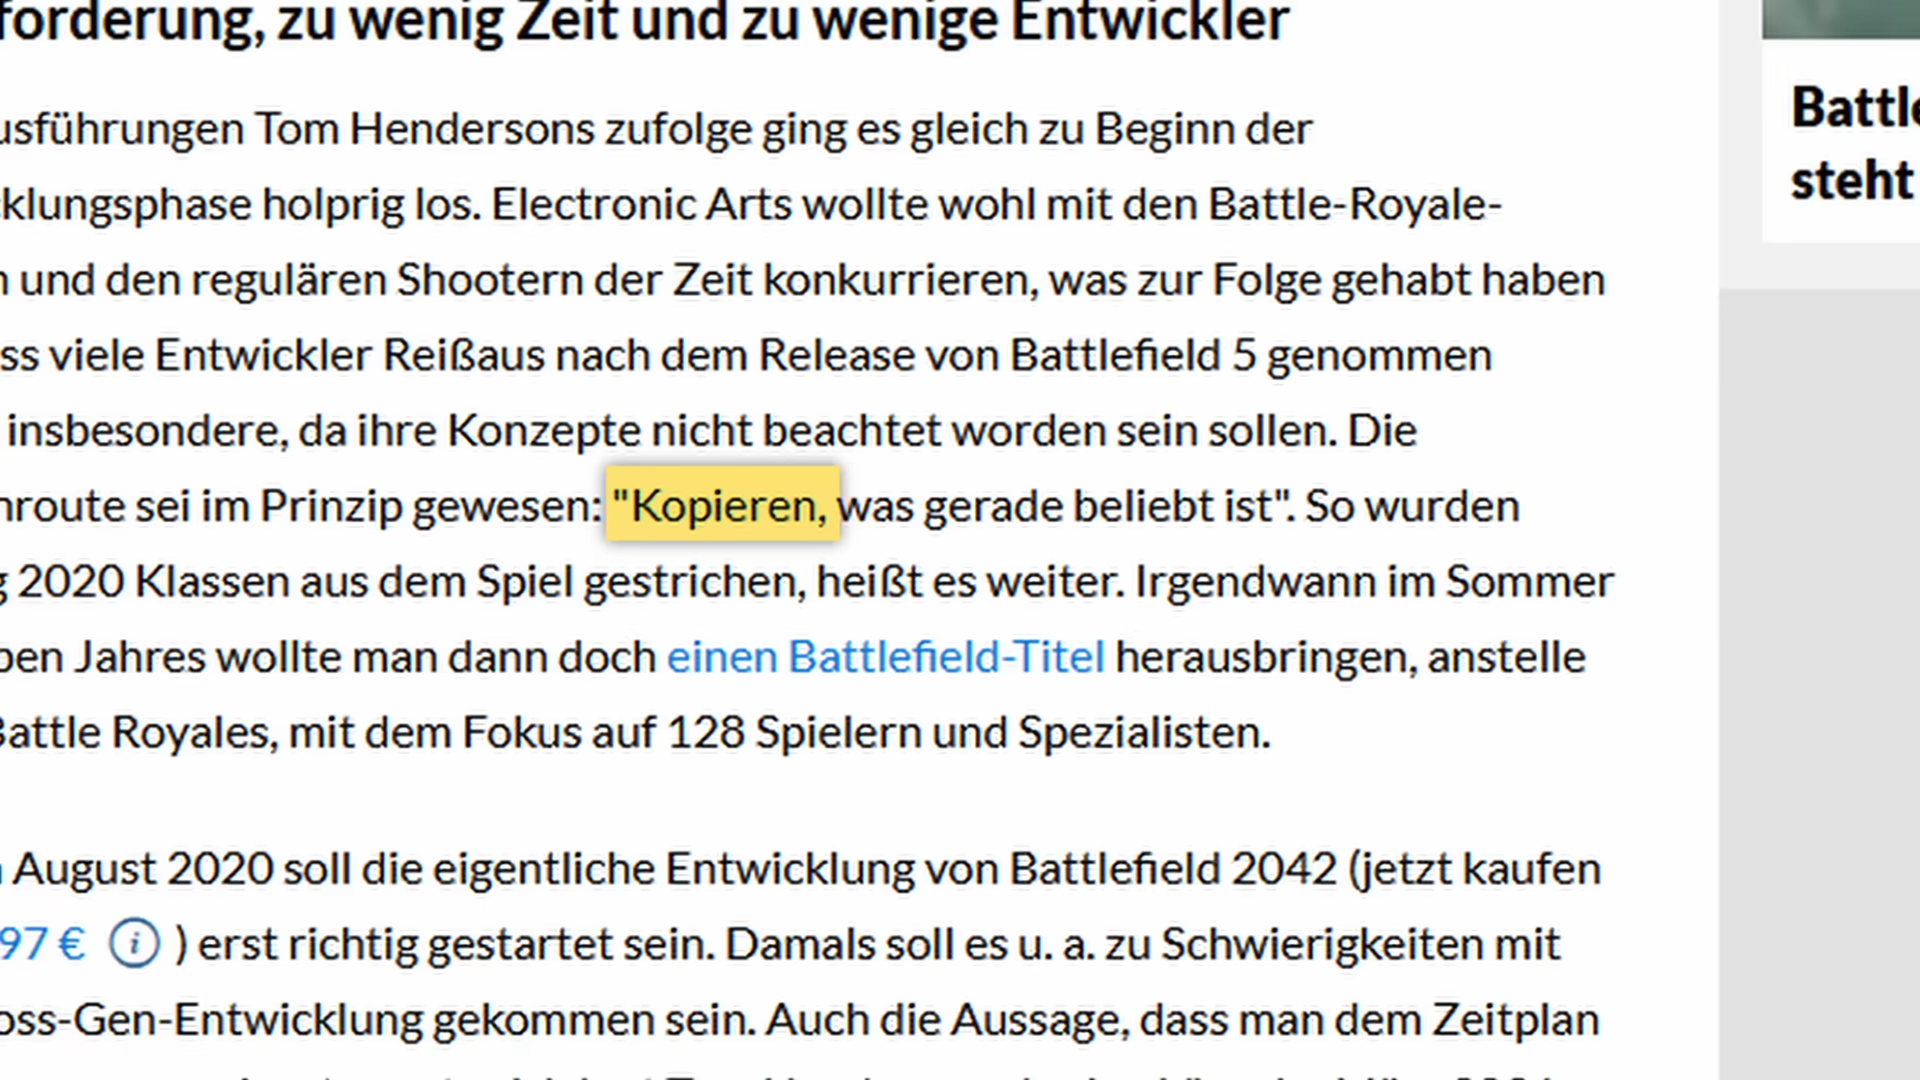 forderung, zu wenig Zeit und zu wenige Entwickler
usführungen Tom Hendersons zufolge ging es gleich zu Beginn der
cklungsphase holprig los. Electronic Arts wollte wohl mit den Battle-Royale-
n und den regulären Shootern der Zeit konkurrieren, was zur Folge gehabt haben
ss viele Entwickler Reißaus nach dem Release von Battlefield 5 genommen
insbesondere, da ihre Konzepte nicht beachtet worden sein sollen. Die
nroute sei im Prinzip gewesen: "Kopieren, was gerade beliebt ist". So wurden
g 2020 Klassen aus dem Spiel gestrichen, heißt es weiter. Irgendwann im Sommer
ben Jahres wollte man dann doch einen Battlefield-Titel herausbringen, anstelle
Battle Royales, mit dem Fokus auf 128 Spielern und Spezialisten.
August 2020 soll die eigentliche Entwicklung von Battlefield 2042 (jetzt kaufen
97 € i ) erst richtig gestartet sein. Damals soll es u. a. zu Schwierigkeiten mit
oss-Gen-Entwicklung gekommen sein. Auch die Aussage, dass man dem Zeitplan
Battle
steht